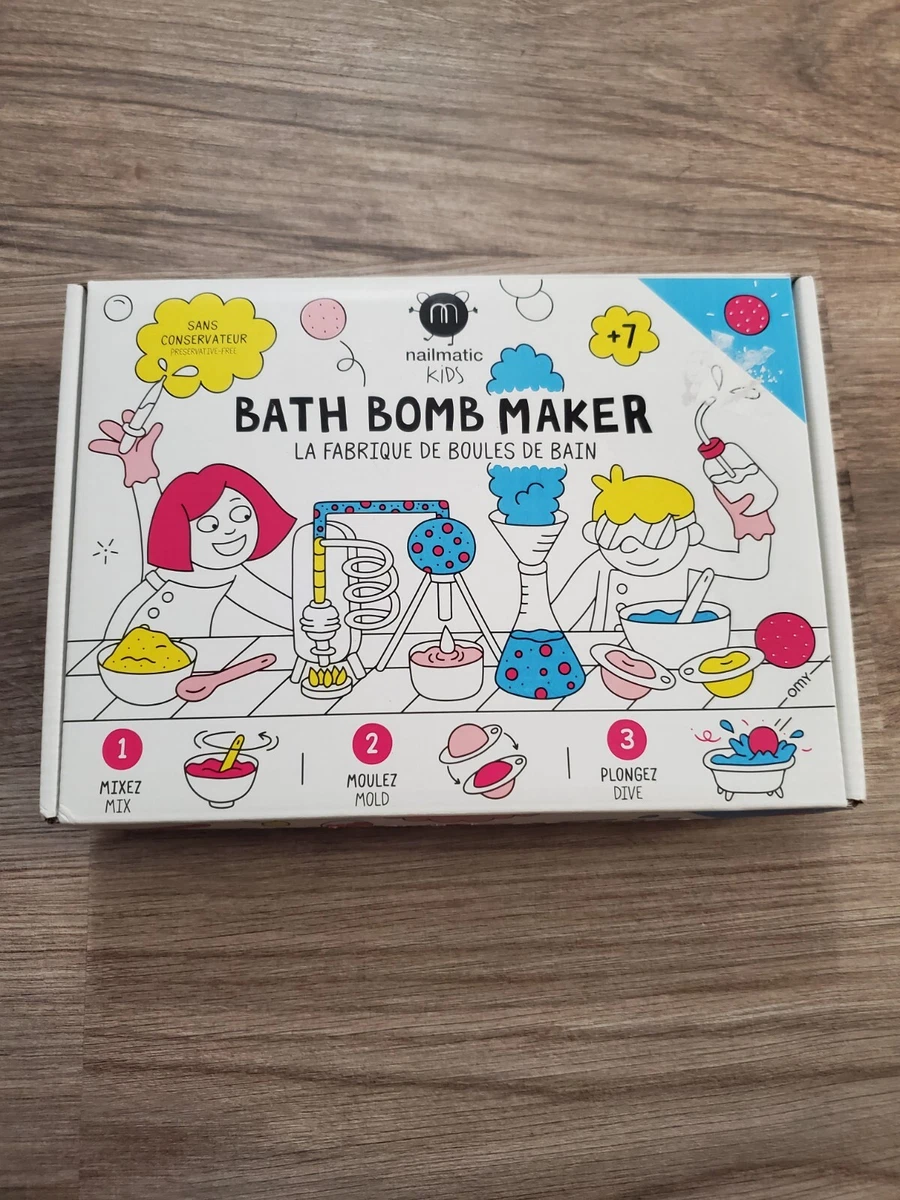 SANS
CONSERVATEUR
PRESERVATIVE-FREE
m
nailmatic
KIDS
+7
BATH BOMB MAKER
LA FABRIQUE DE BOULES DE BAIN
OMY
1
MIXEZ
MIX
2
MOULEZ
MOLD
3
PLONGEZ
DIVE